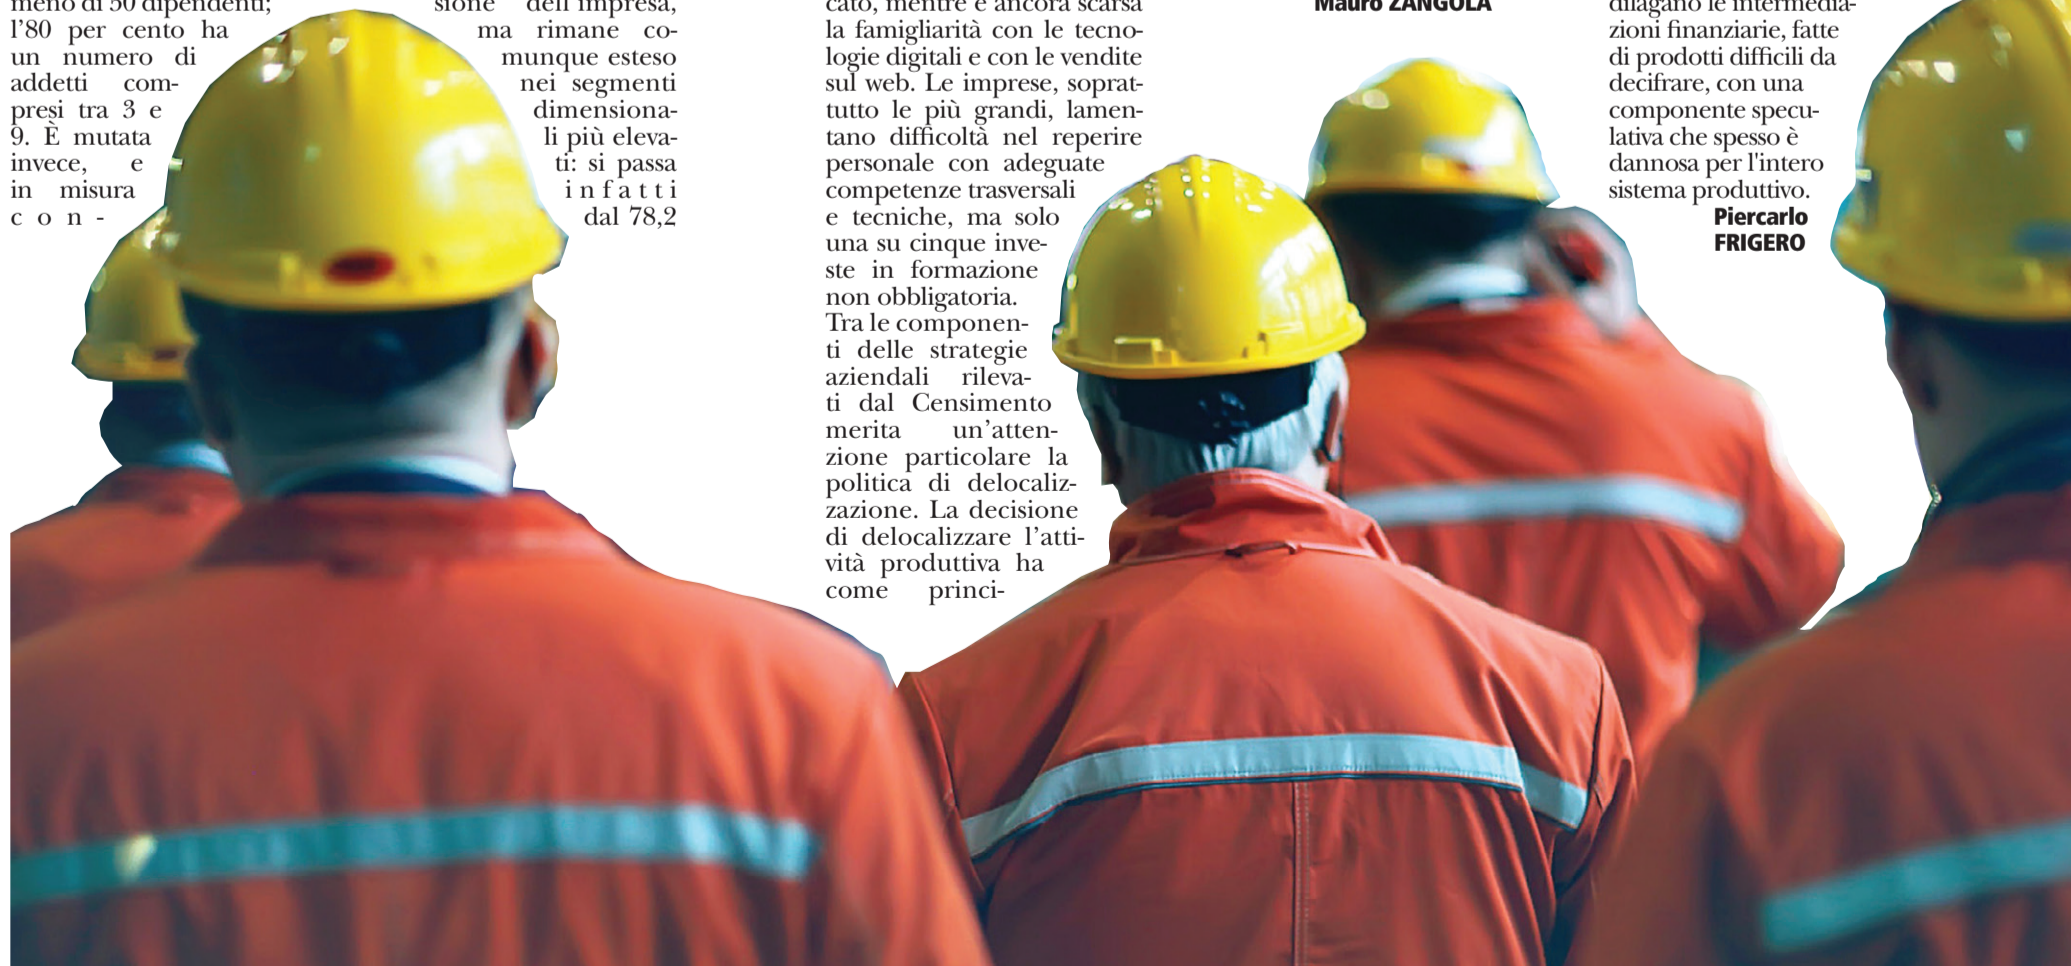 meno di 50 dipendenti;
l'80 per cento ha
un numero di
addetti com-
presi tra 3 e
9. È mutata
invece, e
in misura
con-
sione dell'impresa,
ma rimane co-
munque esteso
nei segmenti
dimensiona-
li più eleva-
ti: si passa
infatti
dal 78,2
cato, mentre è ancora scarsa
la famigliarità con le tecno-
logie digitali e con le vendite
sul web. Le imprese, soprat-
tutto le più grandi, lamen-
tano difficoltà nel reperire
personale con adeguate
competenze trasversali
e tecniche, ma solo
una su cinque inve-
ste in formazione
non obbligatoria.
Tra le componen-
ti delle strategie
aziendali rileva-
ti dal Censimento
merita un'atten-
zione particolare la
politica di delocaliz-
zazione. La decisione
di delocalizzare l'atti-
vità produttiva ha
come princi-
Mauro ZANGOLA
dilagano le intermedia-
zioni finanziarie, fatte
di prodotti difficili da
decifrare, con una
componente specu-
lativa che spesso è
dannosa per l'intero
sistema produttivo.
Piercarlo
FRIGERO